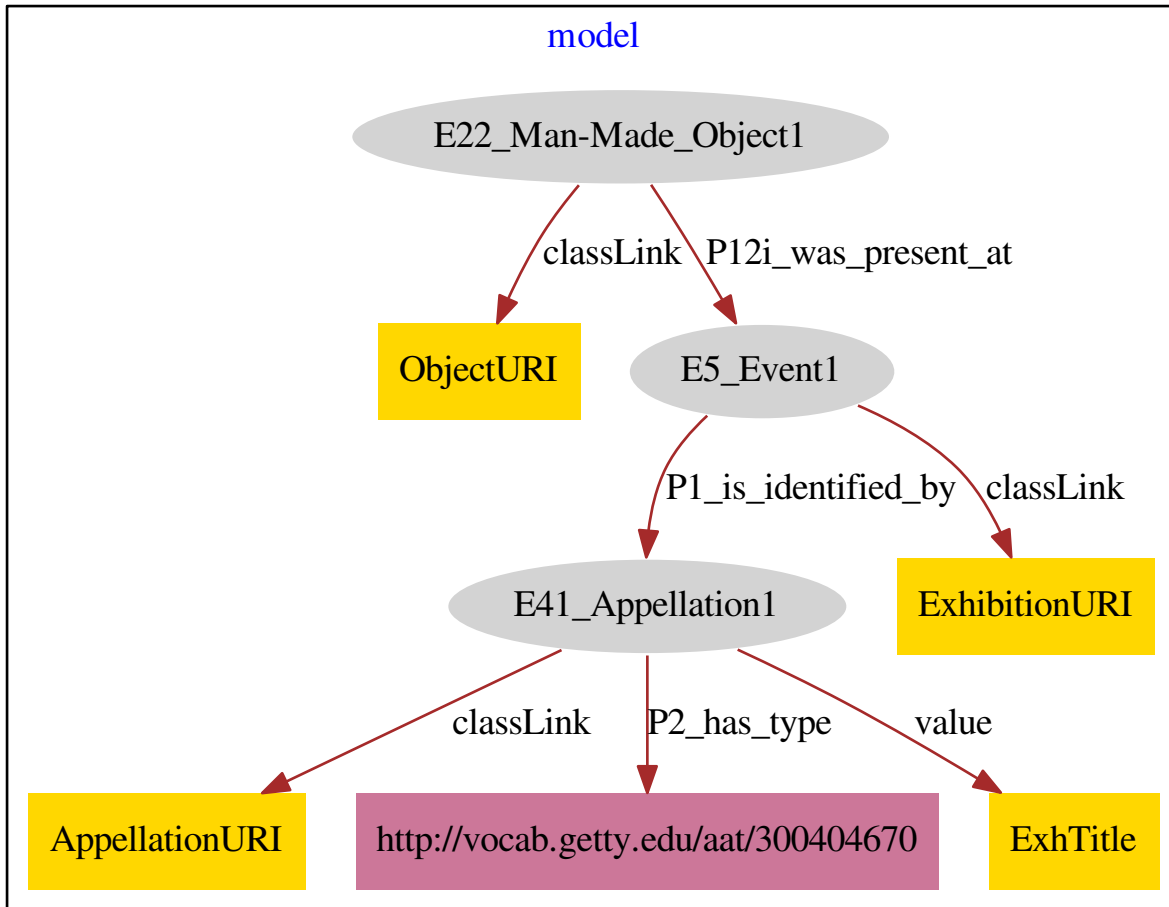 model
E22_Man-Made_Object1
classLink
P12i_was_present_at
ObjectURI
E5_Event1
P1_is_identified_by
classLink
E41_Appellation1
ExhibitionURI
classLink
P2_has_type
value
AppellationURI
http://vocab.getty.edu/aat/300404670
ExhTitle